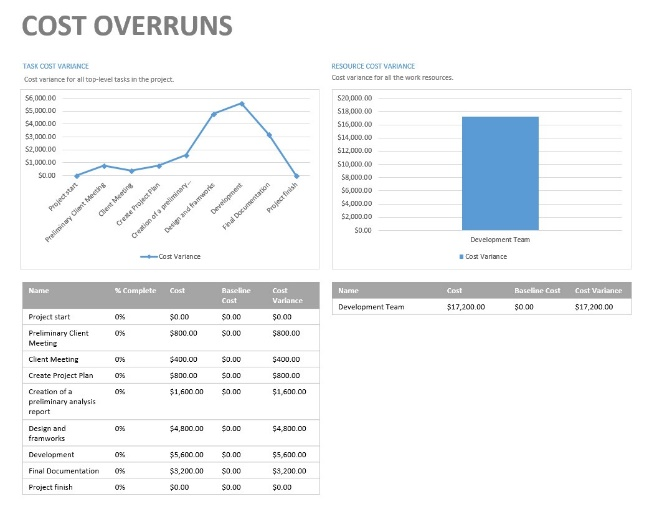 COST OVERRUNS
TASK COST VARIANCE
Cost variance for all top-level tasks in the project.
$6,000.00
$5,000.00
$4,000.00
$3,000.00
$2,000.00
$1,000.00
$0.00
Project start
Preliminary Client Meeting
Client Meeting
Create Project Plan
Creation of a preliminary...
Design and framworks
Development
Final Documentation
Project finish
Cost Variance
RESOURCE COST VARIANCE
Cost variance for all the work resources.
$20,000.00
$18,000.00
$16,000.00
$14,000.00
$12,000.00
$10,000.00
$8,000.00
$6,000.00
$4,000.00
$2,000.00
$0.00
Development Team
Cost Variance
Name % Complete Cost Baseline Cost
Cost Variance
Project start 0% $0.00 $0.00 $0.00
Preliminary Client 0% $800.00 $0.00 $800.00
Meeting
Client Meeting 0% $400.00 $0.00 $400.00
Create Project Plan 0% $800.00 $0.00 $800.00
Creation of a 0% $1,600.00 $0.00 $1,600.00
preliminary analysis
report
Design and 0% $4,800.00 $0.00 $4,800.00
framworks
Development 0% $5,600.00 $0.00 $5,600.00
Final Documentation 0% $3,200.00 $0.00 $3,200.00
Project finish 0% $0.00 $0.00 $0.00
Name Cost Baseline Cost Cost Variance
Development Team $17,200.00 $0.00 $17,200.00